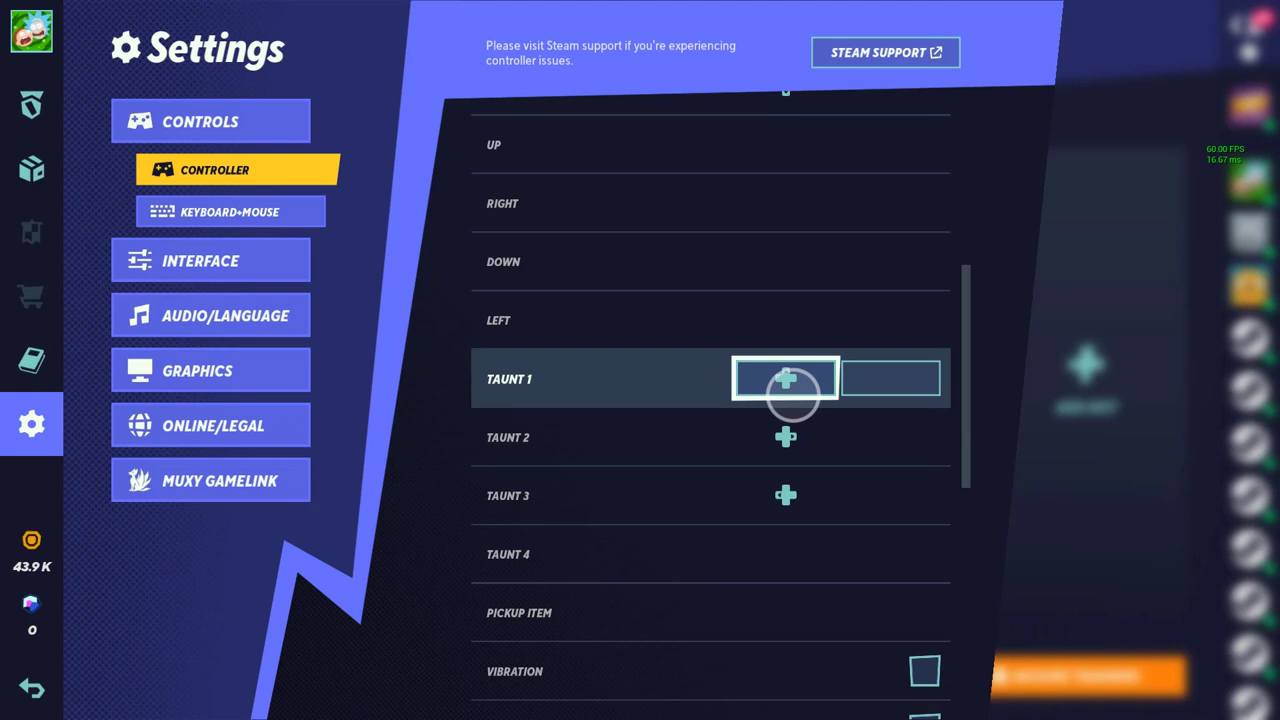 Settings
Please visit Steam support if you're experiencing
controller issues.
STEAM SUPPORT
CONTROLS
CONTROLLER
KEYBOARD+MOUSE
INTERFACE
AUDIO/LANGUAGE
GRAPHICS
ONLINE/LEGAL
MUXY GAMELINK
43.9 K
0
UP
RIGHT
DOWN
LEFT
TAUNT 1
TAUNT 2
TAUNT 3
TAUNT 4
PICKUP ITEM
VIBRATION
60.00 FPS
16.67 ms